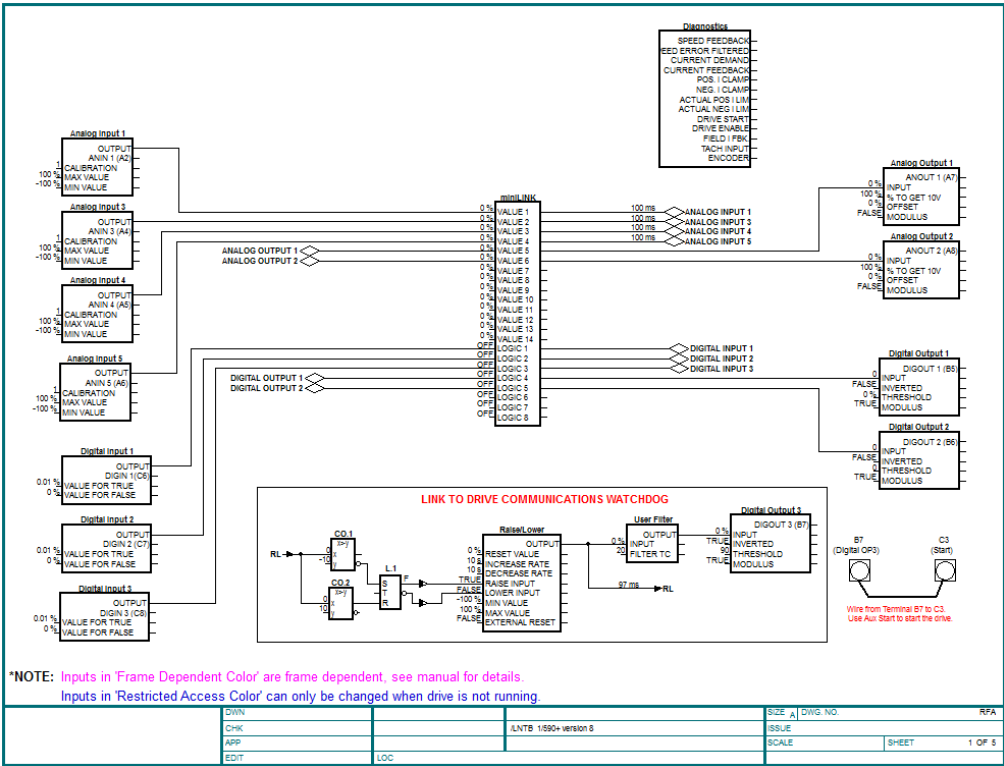 Diagnostics
SPEED FEEDBACK
EED ERROR FILTERED
CURRENT DEMAND
CURRENT FEEDBACK
POS. I CLAMP
NEG. I CLAMP
ACTUAL POS I LIM
ACTUAL NEG I LIM
DRIVE START
DRIVE ENABLE
FIELD I FBK
TACH INPUT
ENCODER
Analog Input 1
OUTPUT
ANIN 1 (A2)
1 CALIBRATION
100 % MAX VALUE
-100 % MIN VALUE
Analog Input 3
OUTPUT
ANIN 3 (A4)
1 CALIBRATION
100 % MAX VALUE
-100 % MIN VALUE
Analog Input 4
OUTPUT
ANIN 4 (A5)
1 CALIBRATION
100 % MAX VALUE
-100 % MIN VALUE
Analog Input 5
OUTPUT
ANIN 5 (A6)
1 CALIBRATION
100 % MAX VALUE
-100 % MIN VALUE
Digital Input 1
OUTPUT
DIGIN 1(C6)
0.01 % VALUE FOR TRUE
0 % VALUE FOR FALSE
Digital Input 2
OUTPUT
DIGIN 2 (C7)
0.01 % VALUE FOR TRUE
0 % VALUE FOR FALSE
Digital Input 3
OUTPUT
DIGIN 3 (C8)
0.01 % VALUE FOR TRUE
0 % VALUE FOR FALSE
ANALOG OUTPUT 1
ANALOG OUTPUT 2
DIGITAL OUTPUT 1
DIGITAL OUTPUT 2
miniLINK
0 % VALUE 1
0 % VALUE 2
0 % VALUE 3
0 % VALUE 4
0 % VALUE 5
0 % VALUE 6
0 % VALUE 7
0 % VALUE 8
0 % VALUE 9
0 % VALUE 10
0 % VALUE 11
0 % VALUE 12
0 % VALUE 13
0 % VALUE 14
OFF LOGIC 1
OFF LOGIC 2
OFF LOGIC 3
OFF LOGIC 4
OFF LOGIC 5
OFF LOGIC 6
OFF LOGIC 7
OFF LOGIC 8
100 ms ANALOG INPUT 1
100 ms ANALOG INPUT 3
100 ms ANALOG INPUT 4
100 ms ANALOG INPUT 5
DIGITAL INPUT 1
DIGITAL INPUT 2
DIGITAL INPUT 3
Analog Output 1
ANOUT 1 (A7)
0 % INPUT
100 % % TO GET 10V
0 % OFFSET
FALSE MODULUS
Analog Output 2
ANOUT 2 (A8)
0 % INPUT
100 % % TO GET 10V
0 % OFFSET
FALSE MODULUS
Digital Output 1
DIGOUT 1 (B5)
0 INPUT
FALSE INVERTED
0 % THRESHOLD
TRUE MODULUS
Digital Output 2
DIGOUT 2 (B6)
0 INPUT
FALSE INVERTED
0 THRESHOLD
TRUE MODULUS
LINK TO DRIVE COMMUNICATIONS WATCHDOG
RL
CO.1
x>y
0 x
-10 y
CO.2
x>y
0 x
10 y
L.1
S
T
R
F
Raise/Lower
OUTPUT
0 % RESET VALUE
10 s INCREASE RATE
10 s DECREASE RATE
TRUE RAISE INPUT
FALSE LOWER INPUT
-100 % MIN VALUE
100 % MAX VALUE
FALSE EXTERNAL RESET
User Filter
OUTPUT
0 % INPUT
20 FILTER TC
97 ms RL
Digital Output 3
DIGOUT 3 (B7)
0 % INPUT
TRUE INVERTED
90 THRESHOLD
TRUE MODULUS
B7
(Digital OP3)
C3
(Start)
Wire from Terminal B7 to C3.
Use Aux Start to start the drive.
*NOTE: Inputs in 'Frame Dependent Color' are frame dependent, see manual for details.
Inputs in 'Restricted Access Color' can only be changed when drive is not running.
DWN
CHK
APP
EDIT
LOC
/LNTB 1/590+ version 8
SIZE A DWG. NO. RFA
ISSUE
SCALE SHEET 1 OF 5